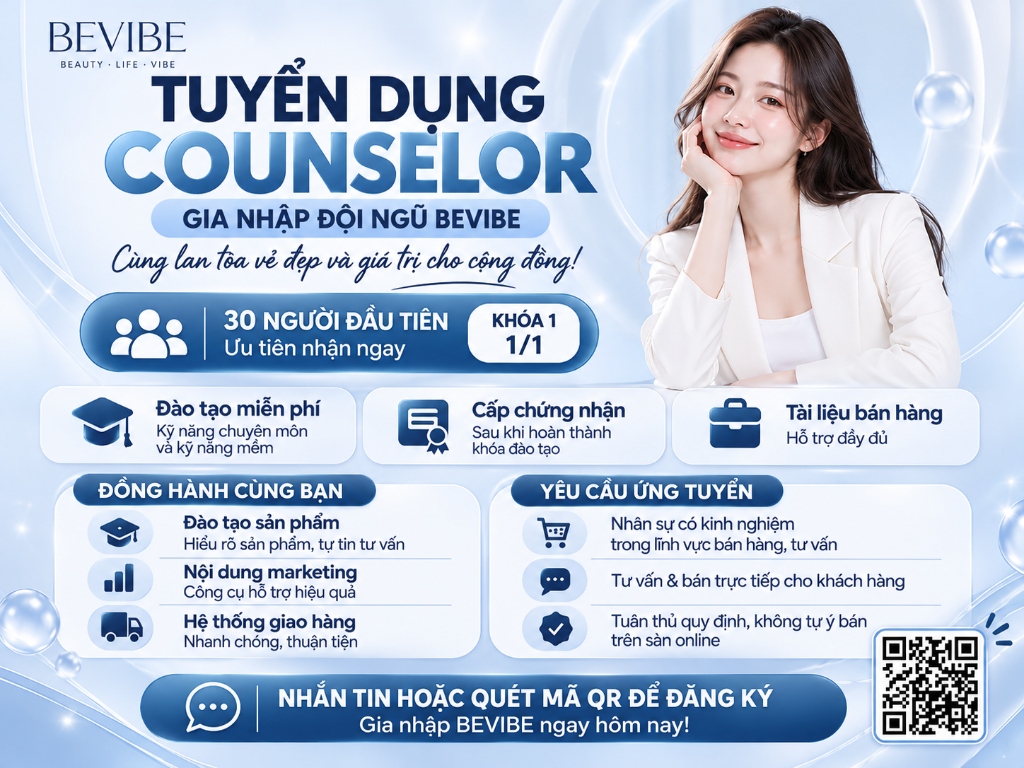 BEVIBE
BEAUTY · LIFE · VIBE
TUYỂN DỤNG
COUNSELOR
GIA NHẬP ĐỘI NGŨ BEVIBE
Cùng lan tỏa vẻ đẹp và giá trị cho cộng đồng!
30 NGƯỜI ĐẦU TIÊN
Ưu tiên nhận ngay
KHÓA 1
1/1
Đào tạo miễn phí
Kỹ năng chuyên môn
và kỹ năng mềm
Cấp chứng nhận
Sau khi hoàn thành
khóa đào tạo
Tài liệu bán hàng
Hỗ trợ đầy đủ
ĐỒNG HÀNH CÙNG BẠN
Đào tạo sản phẩm
Hiểu rõ sản phẩm, tự tin tư vấn
Nội dung marketing
Công cụ hỗ trợ hiệu quả
Hệ thống giao hàng
Nhanh chóng, thuận tiện
YÊU CẦU ỨNG TUYỂN
Nhân sự có kinh nghiệm
trong lĩnh vực bán hàng, tư vấn
Tư vấn & bán trực tiếp cho khách hàng
Tuân thủ quy định, không tự ý bán
trên sàn online
NHẮN TIN HOẶC QUÉT MÃ QR ĐỂ ĐĂNG KÝ
Gia nhập BEVIBE ngay hôm nay!